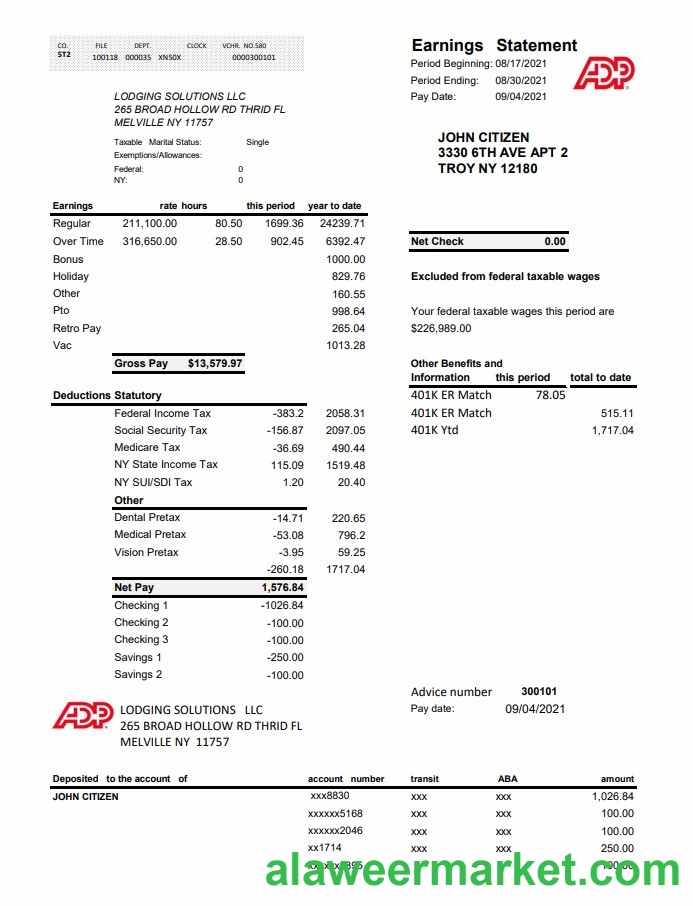 CO. FILE DEPT. CLOCK VCHR. NO.580
ST2 100118 000035 XN50X 0000300101
Earnings Statement
Period Beginning: 08/17/2021
Period Ending: 08/30/2021
Pay Date: 09/04/2021
ADP
LODGING SOLUTIONS LLC
265 BROAD HOLLOW RD THRID FL
MELVILLE NY 11757
Taxable Marital Status: Single
Exemptions/Allowances:
Federal: 0
NY: 0
JOHN CITIZEN
3330 6TH AVE APT 2
TROY NY 12180
Earnings rate hours this period year to date
Regular 211,100.00 80.50 1699.36 24239.71
Over Time 316,650.00 28.50 902.45 6392.47
Bonus 1000.00
Holiday 829.76
Other 160.55
Pto 998.64
Retro Pay 265.04
Vac 1013.28
Gross Pay $13,579.97
Net Check 0.00
Excluded from federal taxable wages
Your federal taxable wages this period are
$226,989.00
Other Benefits and
Information this period total to date
401K ER Match 78.05
401K ER Match 515.11
401K Ytd 1,717.04
Deductions Statutory
Federal Income Tax -383.2 2058.31
Social Security Tax -156.87 2097.05
Medicare Tax -36.69 490.44
NY State Income Tax 115.09 1519.48
NY SUI/SDI Tax 1.20 20.40
Other
Dental Pretax -14.71 220.65
Medical Pretax -53.08 796.2
Vision Pretax -3.95 59.25
-260.18 1717.04
Net Pay 1,576.84
Checking 1 -1026.84
Checking 2 -100.00
Checking 3 -100.00
Savings 1 -250.00
Savings 2 -100.00
Advice number 300101
Pay date: 09/04/2021
ADP
LODGING SOLUTIONS LLC
265 BROAD HOLLOW RD THRID FL
MELVILLE NY 11757
Deposited to the account of account number transit ABA amount
JOHN CITIZEN xxx8830 xxx xxx 1,026.84
xxxxxx5168 xxx xxx 100.00
xxxxxx2046 xxx xxx 100.00
xx1714 xxx xxx 250.00
alaweermarket.com